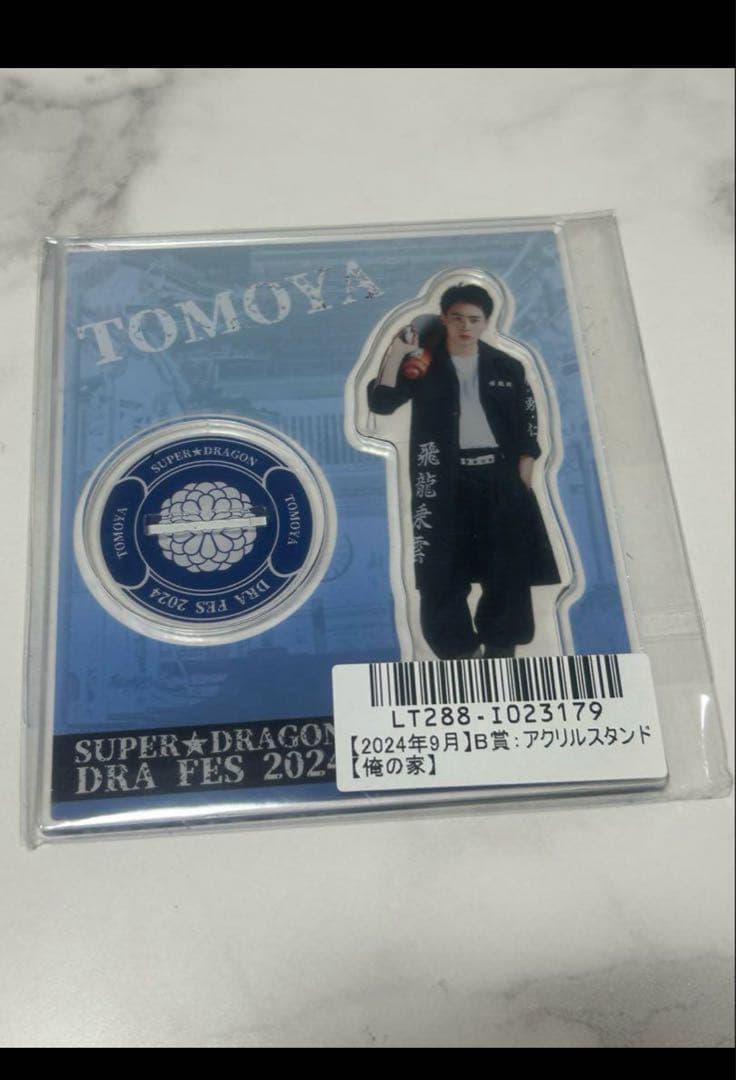 TOMOYA
SUPER★DRAGON
TOMOYA
TOMOYA
DRA FES 2024
飛龍乗雲
勇・仁
SUPER★DRAGON
DRA FES 2024
LT288-I023179
【2024年9月】B賞:アクリルスタンド
【俺の家】